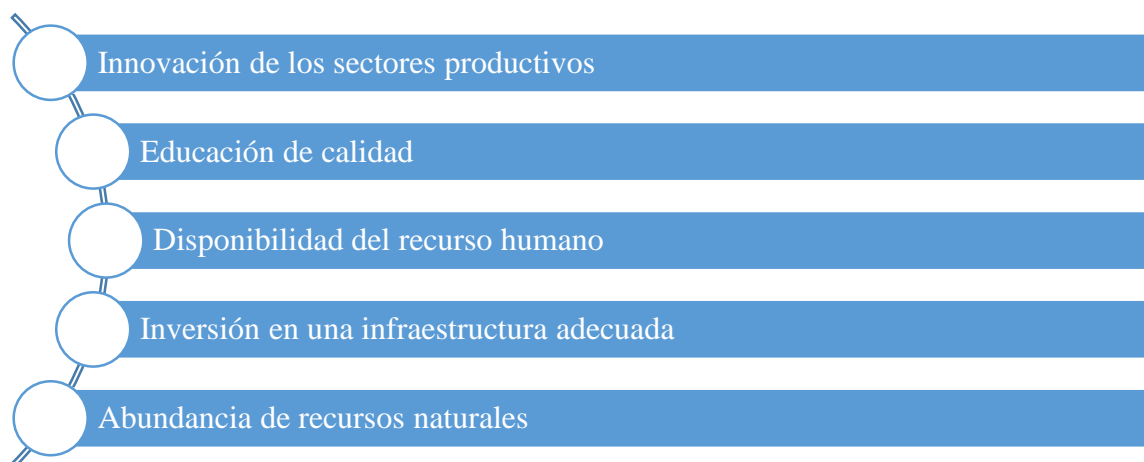 Innovación de los sectores productivos
Educación de calidad
Disponibilidad del recurso humano
Inversión en una infraestructura adecuada
Abundancia de recursos naturales